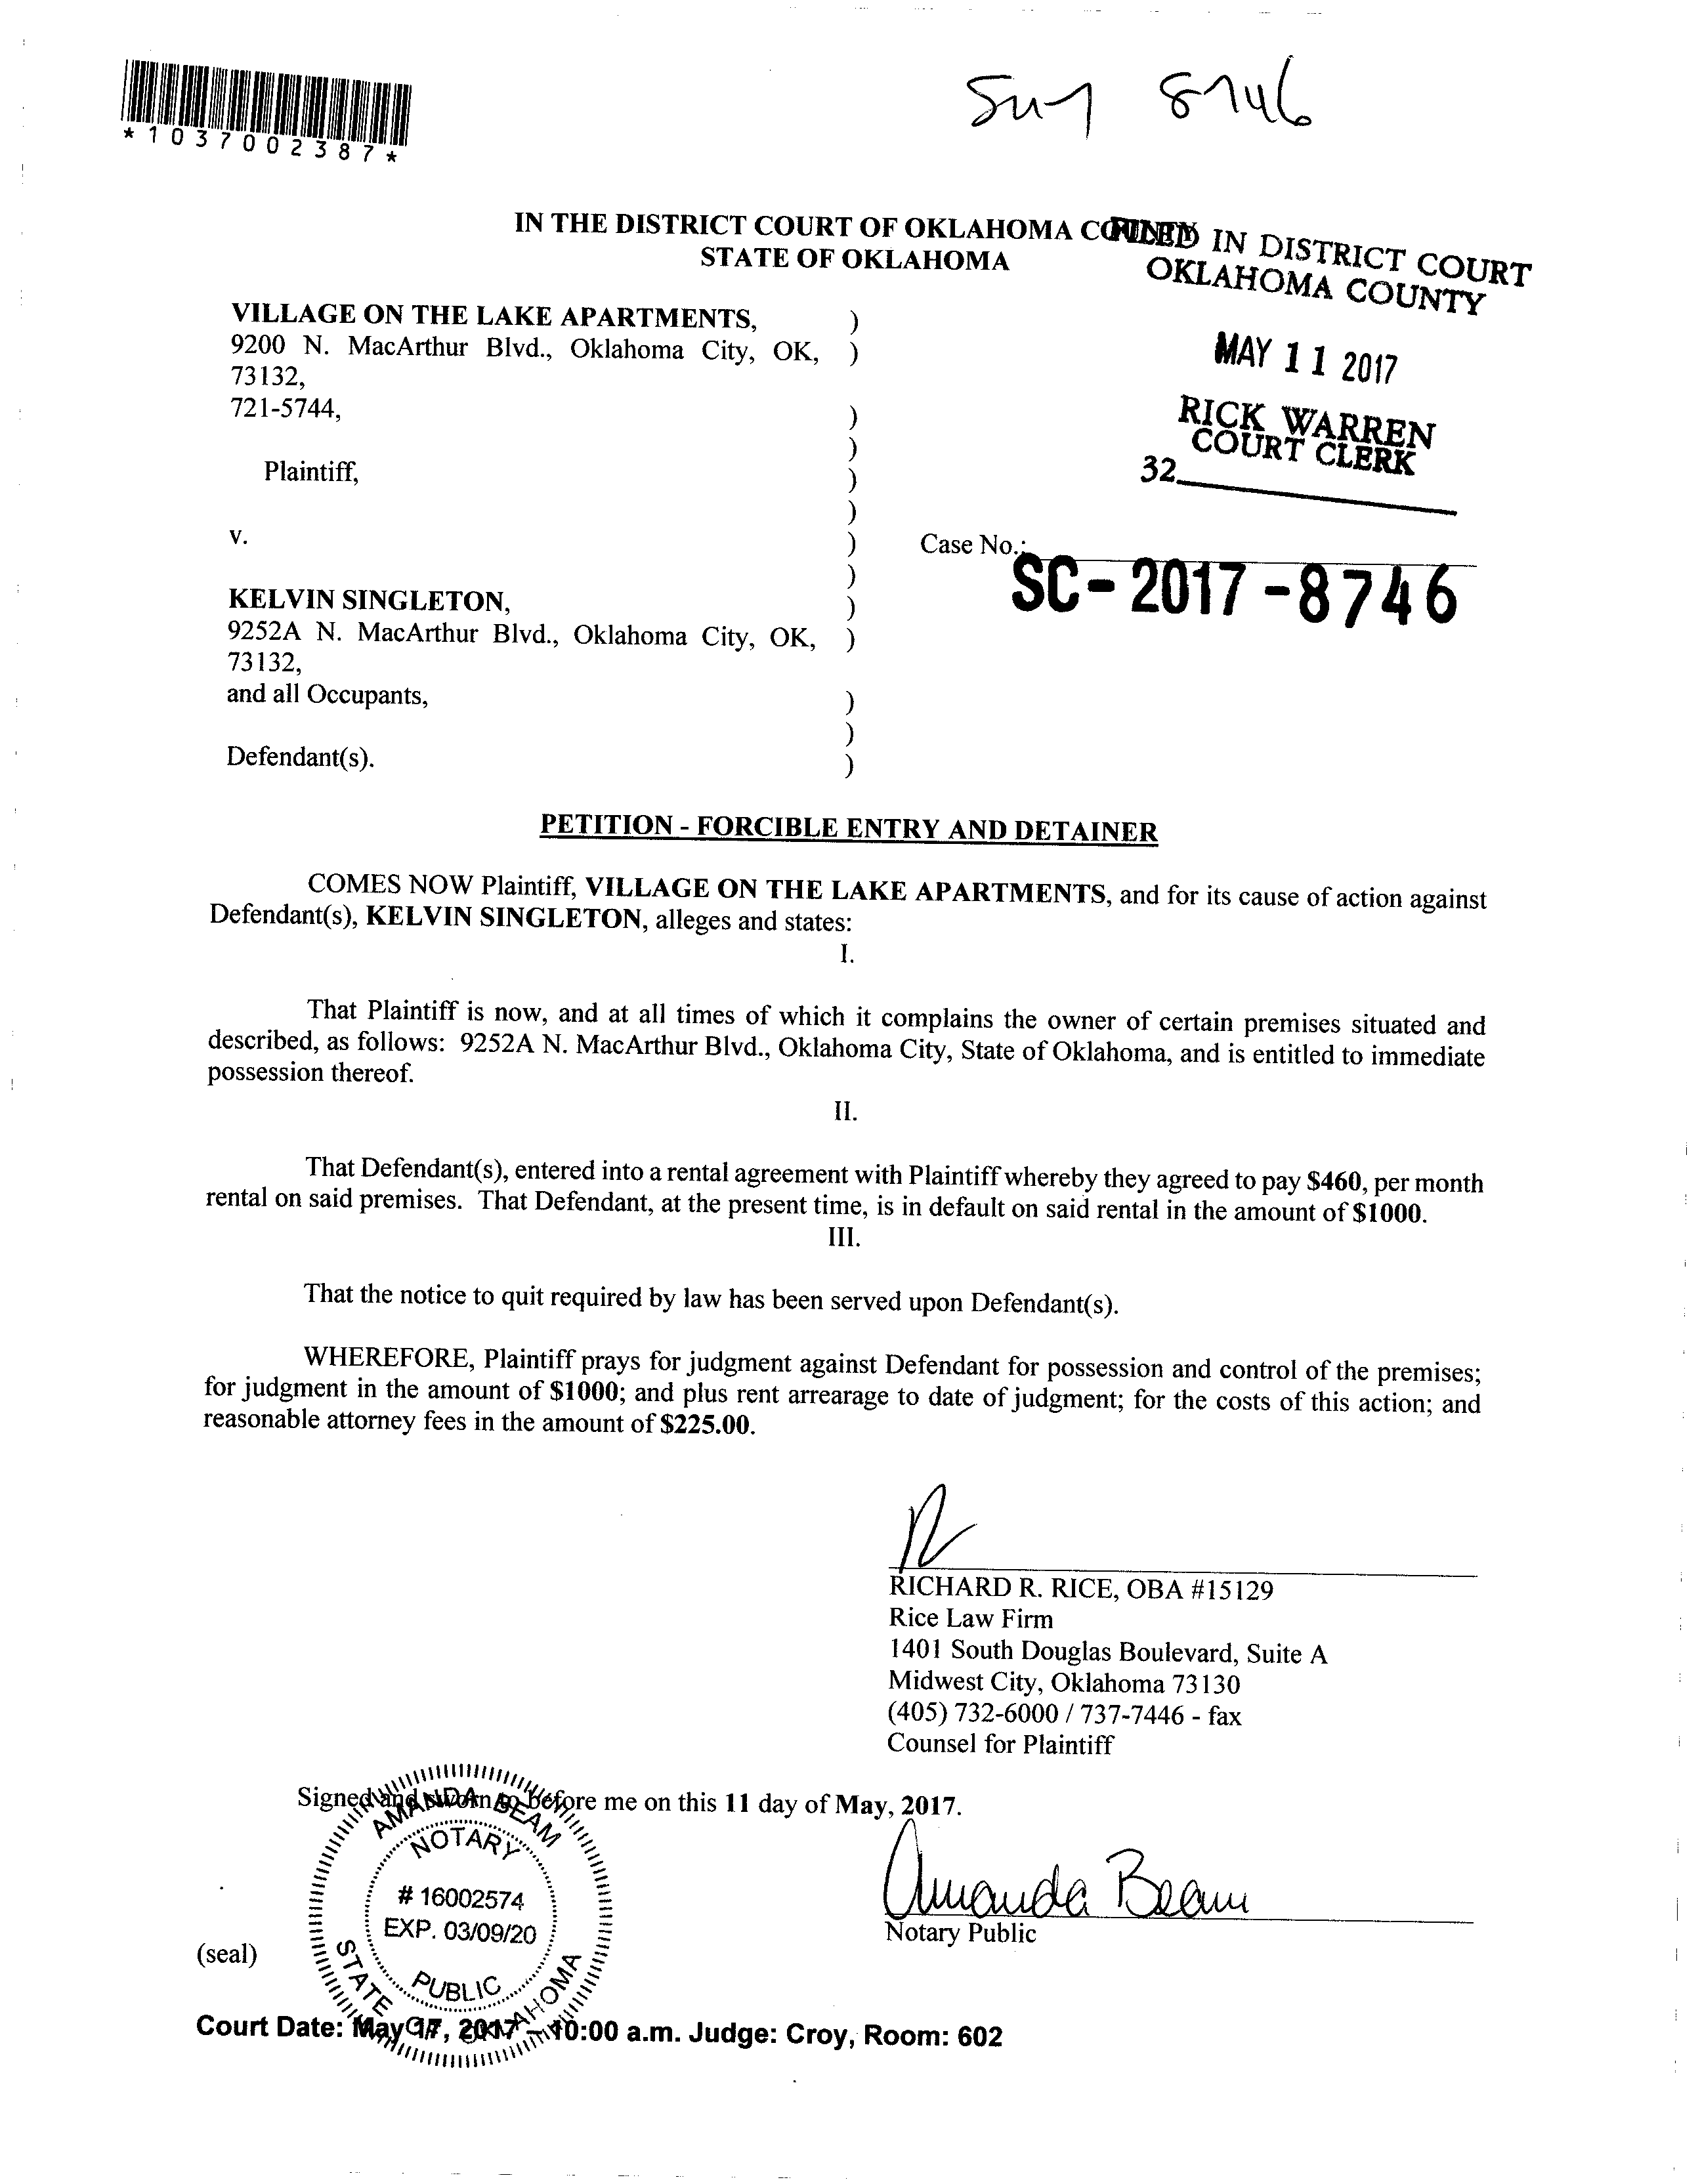 *1037002387*
8746
IN THE DISTRICT COURT OF OKLAHOMA COUNTY
STATE OF OKLAHOMA
FILED IN DISTRICT COURT
OKLAHOMA COUNTY
MAY 11 2017
RICK WARREN
COURT CLERK
32
VILLAGE ON THE LAKE APARTMENTS, )
9200 N. MacArthur Blvd., Oklahoma City, OK, )
73132,
721-5744, )
)
Plaintiff, )
)
v. )
)
Case No.:
SC-2017-8746
KELVIN SINGLETON, )
9252A N. MacArthur Blvd., Oklahoma City, OK, )
73132,
and all Occupants, )
)
Defendant(s). )
PETITION - FORCIBLE ENTRY AND DETAINER
COMES NOW Plaintiff, VILLAGE ON THE LAKE APARTMENTS, and for its cause of action against
Defendant(s), KELVIN SINGLETON, alleges and states:
I.
That Plaintiff is now, and at all times of which it complains the owner of certain premises situated and
described, as follows: 9252A N. MacArthur Blvd., Oklahoma City, State of Oklahoma, and is entitled to immediate
possession thereof.
II.
That Defendant(s), entered into a rental agreement with Plaintiff whereby they agreed to pay $460, per month
rental on said premises. That Defendant, at the present time, is in default on said rental in the amount of $1000.
III.
That the notice to quit required by law has been served upon Defendant(s).
WHEREFORE, Plaintiff prays for judgment against Defendant for possession and control of the premises;
for judgment in the amount of $1000; and plus rent arrearage to date of judgment; for the costs of this action; and
reasonable attorney fees in the amount of $225.00.
RICHARD R. RICE, OBA #15129
Rice Law Firm
1401 South Douglas Boulevard, Suite A
Midwest City, Oklahoma 73130
(405) 732-6000 / 737-7446 - fax
Counsel for Plaintiff
Signed and sworn to before me on this 11 day of May, 2017.
Amanda Beam
Notary Public
AMANDA BEAM
NOTARY
# 16002574
EXP. 03/09/20
PUBLIC
STATE OF OKLAHOMA
(seal)
Court Date: May 17, 2017 - 10:00 a.m. Judge: Croy, Room: 602